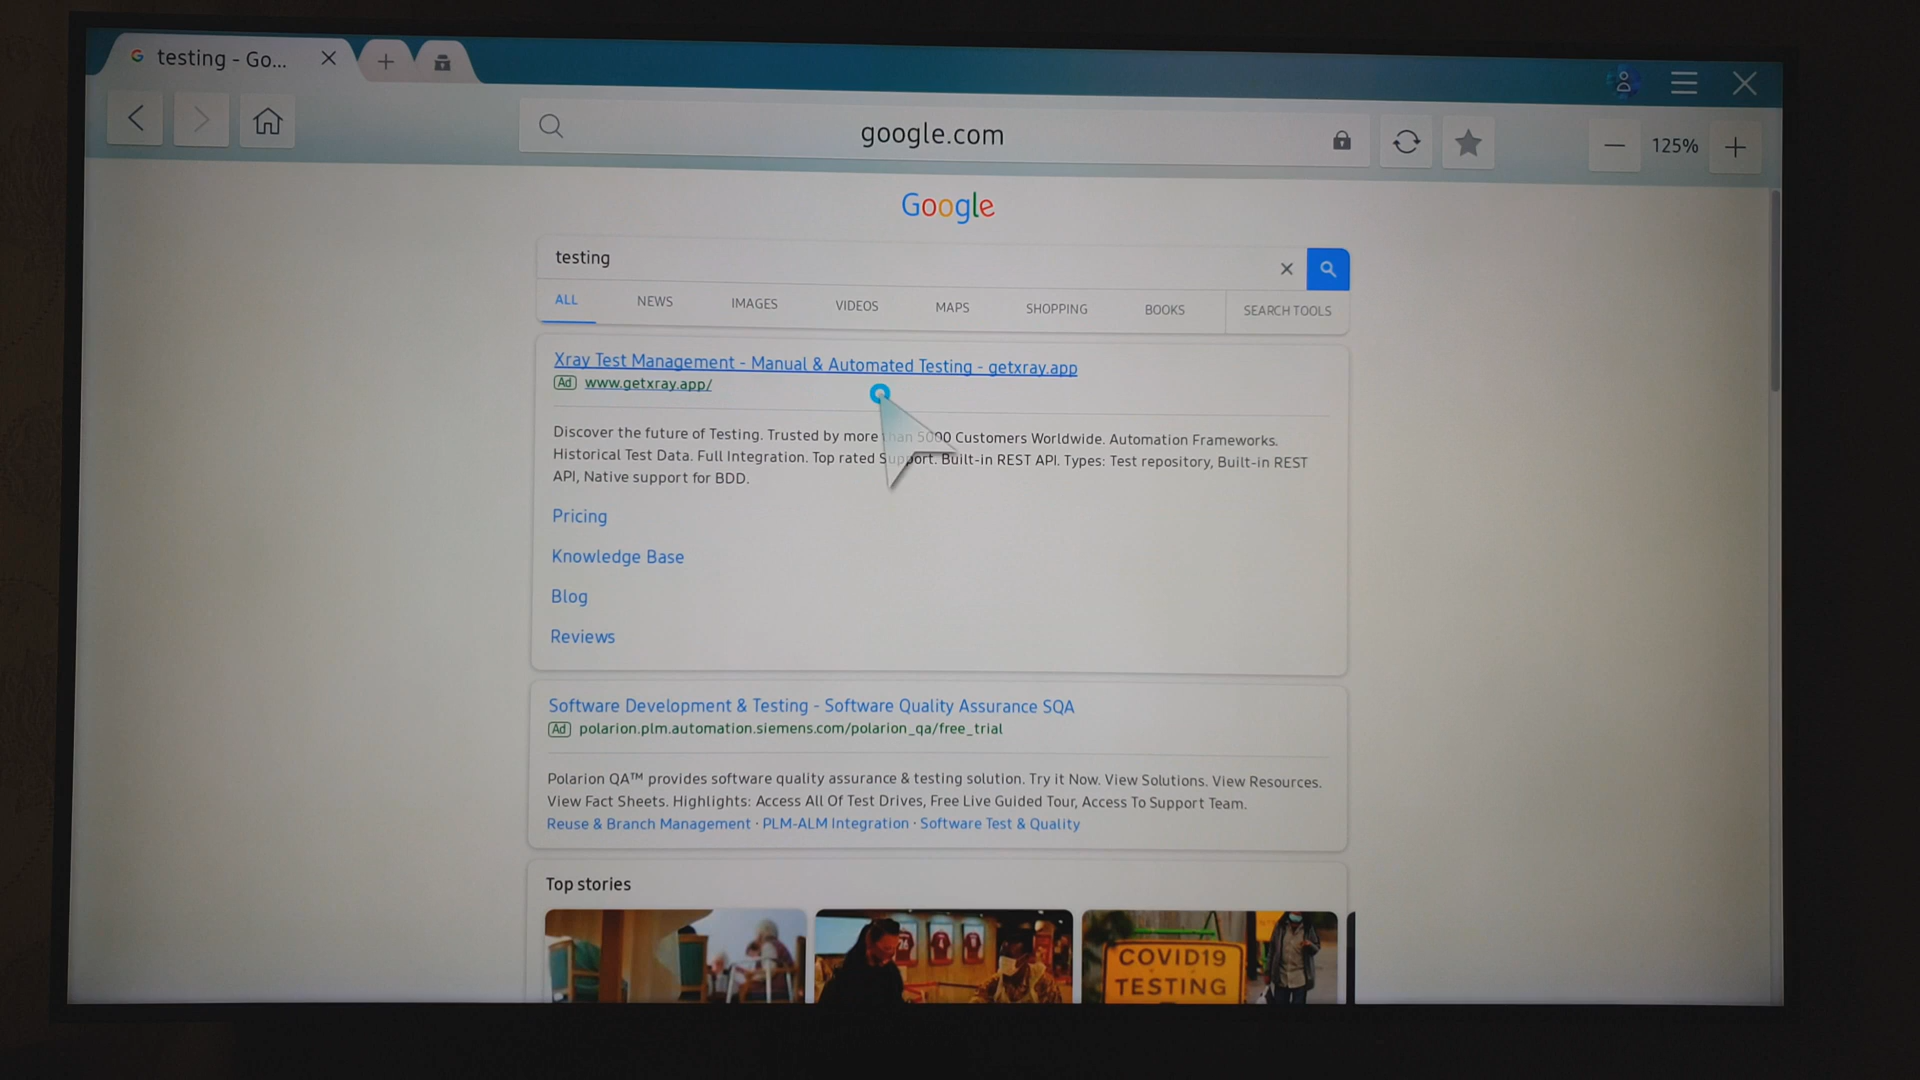 testing - Go...
google.com
125%
Google
testing
ALL NEWS IMAGES VIDEOS MAPS SHOPPING BOOKS SEARCH TOOLS
Xray Test Management - Manual & Automated Testing - getxray.app
Ad www.getxray.app/
Discover the future of Testing. Trusted by more than 5000 Customers Worldwide. Automation Frameworks.
Historical Test Data. Full Integration. Top rated Support. Built-in REST API. Types: Test repository, Built-in REST
API, Native support for BDD.
Pricing
Knowledge Base
Blog
Reviews
Software Development & Testing - Software Quality Assurance SQA
Ad polarion.plm.automation.siemens.com/polarion_qa/free_trial
Polarion QA™ provides software quality assurance & testing solution. Try it Now. View Solutions. View Resources.
View Fact Sheets. Highlights: Access All Of Test Drives, Free Live Guided Tour, Access To Support Team.
Reuse & Branch Management · PLM-ALM Integration · Software Test & Quality
Top stories
COVID19
TESTING